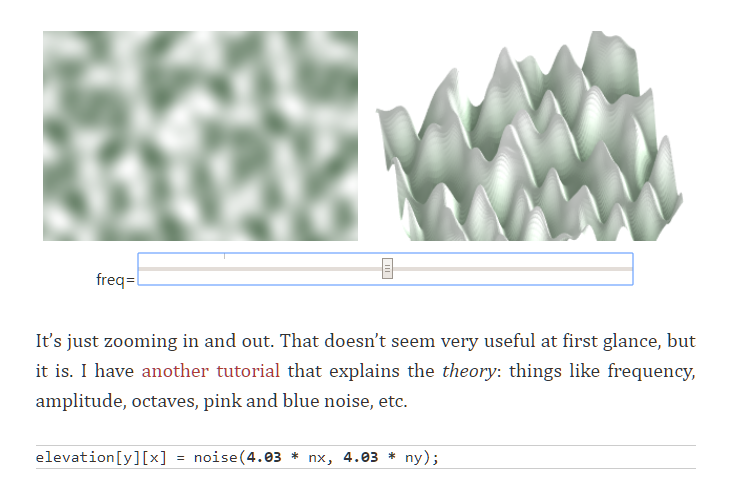 freq=
It’s just zooming in and out. That doesn’t seem very useful at first glance, but
it is. I have another tutorial that explains the theory: things like frequency,
amplitude, octaves, pink and blue noise, etc.
elevation[y][x] = noise(4.03 * nx, 4.03 * ny);